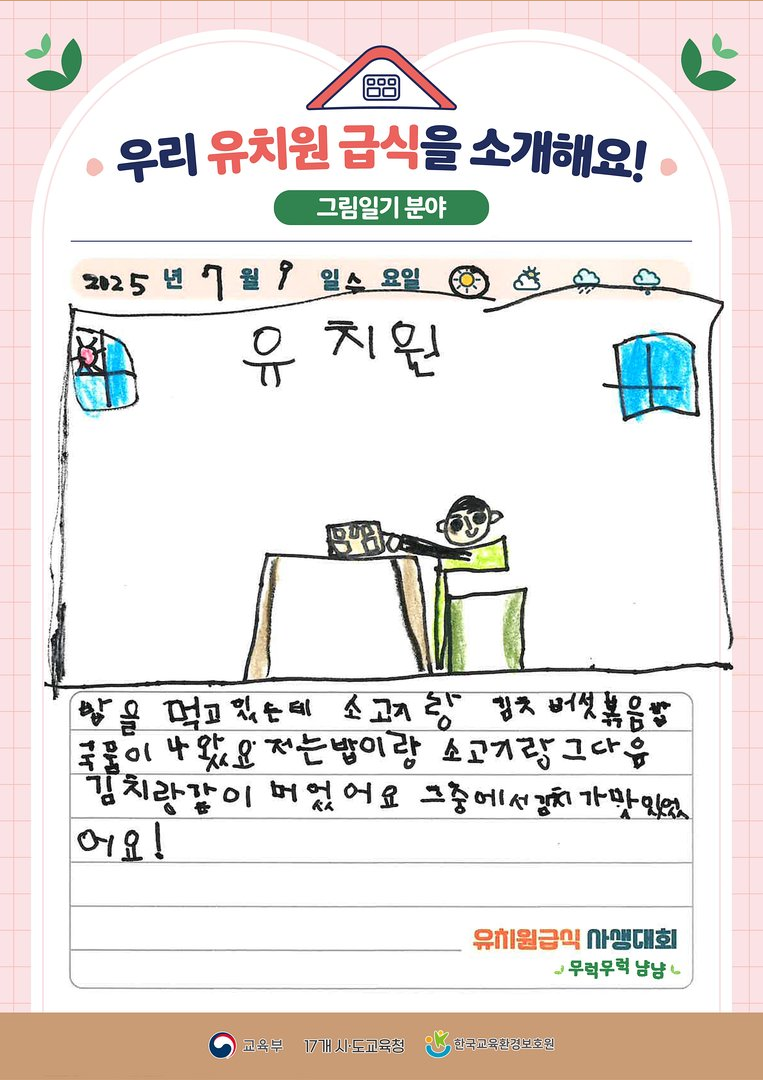 우리 유치원 급식을 소개해요!
그림일기 분야
2025 년 7 월 9 일 수 요일
유치원
밥을 먹고 있는데 소고기랑 김치 버섯볶음밥
국물이 나왔요 저는밥이랑 소고기랑그다음
김치랑같이 머었어요 그중에서김치가맛있었
어요!
유치원급식 사생대회
무럭무럭 냠냠
교육부 17개 시·도교육청 한국교육환경보호원